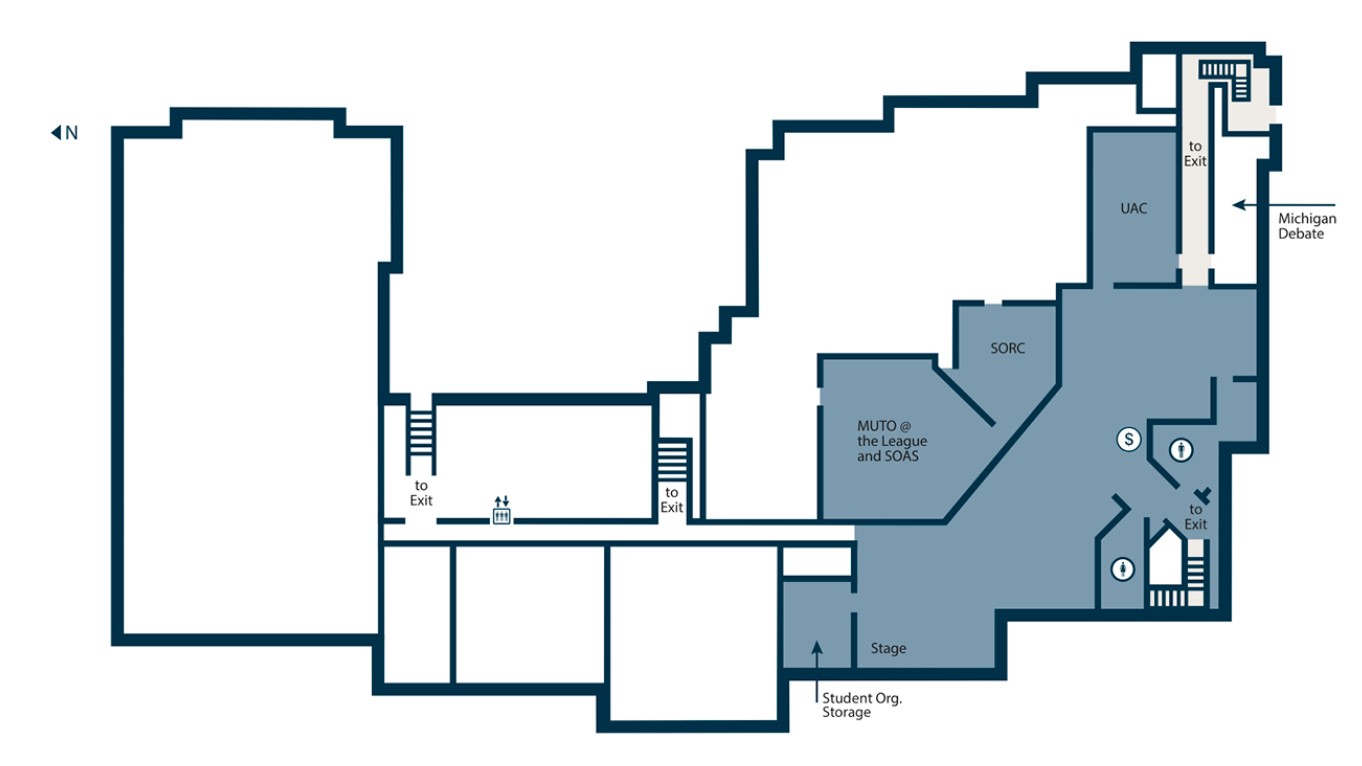 N
to
Exit
UAC
Michigan
Debate
SORC
MUTO @
the League
and SOAS
S
to
Exit
to
Exit
to
Exit
Stage
Student Org.
Storage